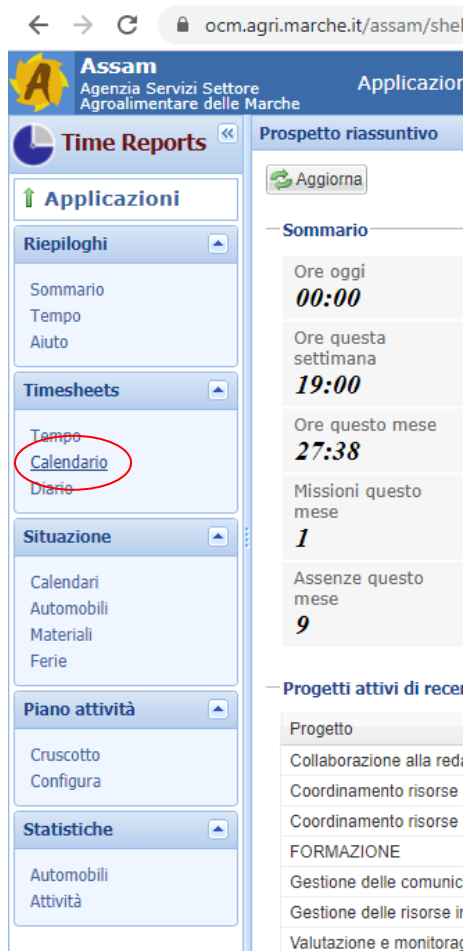 ocm.agri.marche.it/assam/shel
Assam
Agenzia Servizi Settore
Agroalimentare delle Marche
Applicazion
Time Reports
Applicazioni
Riepiloghi
Sommario
Tempo
Aiuto
Timesheets
Tempo
Calendario
Diario
Situazione
Calendari
Automobili
Materiali
Ferie
Piano attività
Cruscotto
Configura
Statistiche
Automobili
Attività
Prospetto riassuntivo
Aggiorna
Sommario
Ore oggi
00:00
Ore questa
settimana
19:00
Ore questo mese
27:38
Missioni questo
mese
1
Assenze questo
mese
9
Progetti attivi di recen
Progetto
Collaborazione alla reda
Coordinamento risorse
Coordinamento risorse
FORMAZIONE
Gestione delle comunic
Gestione delle risorse in
Valutazione e monitorag